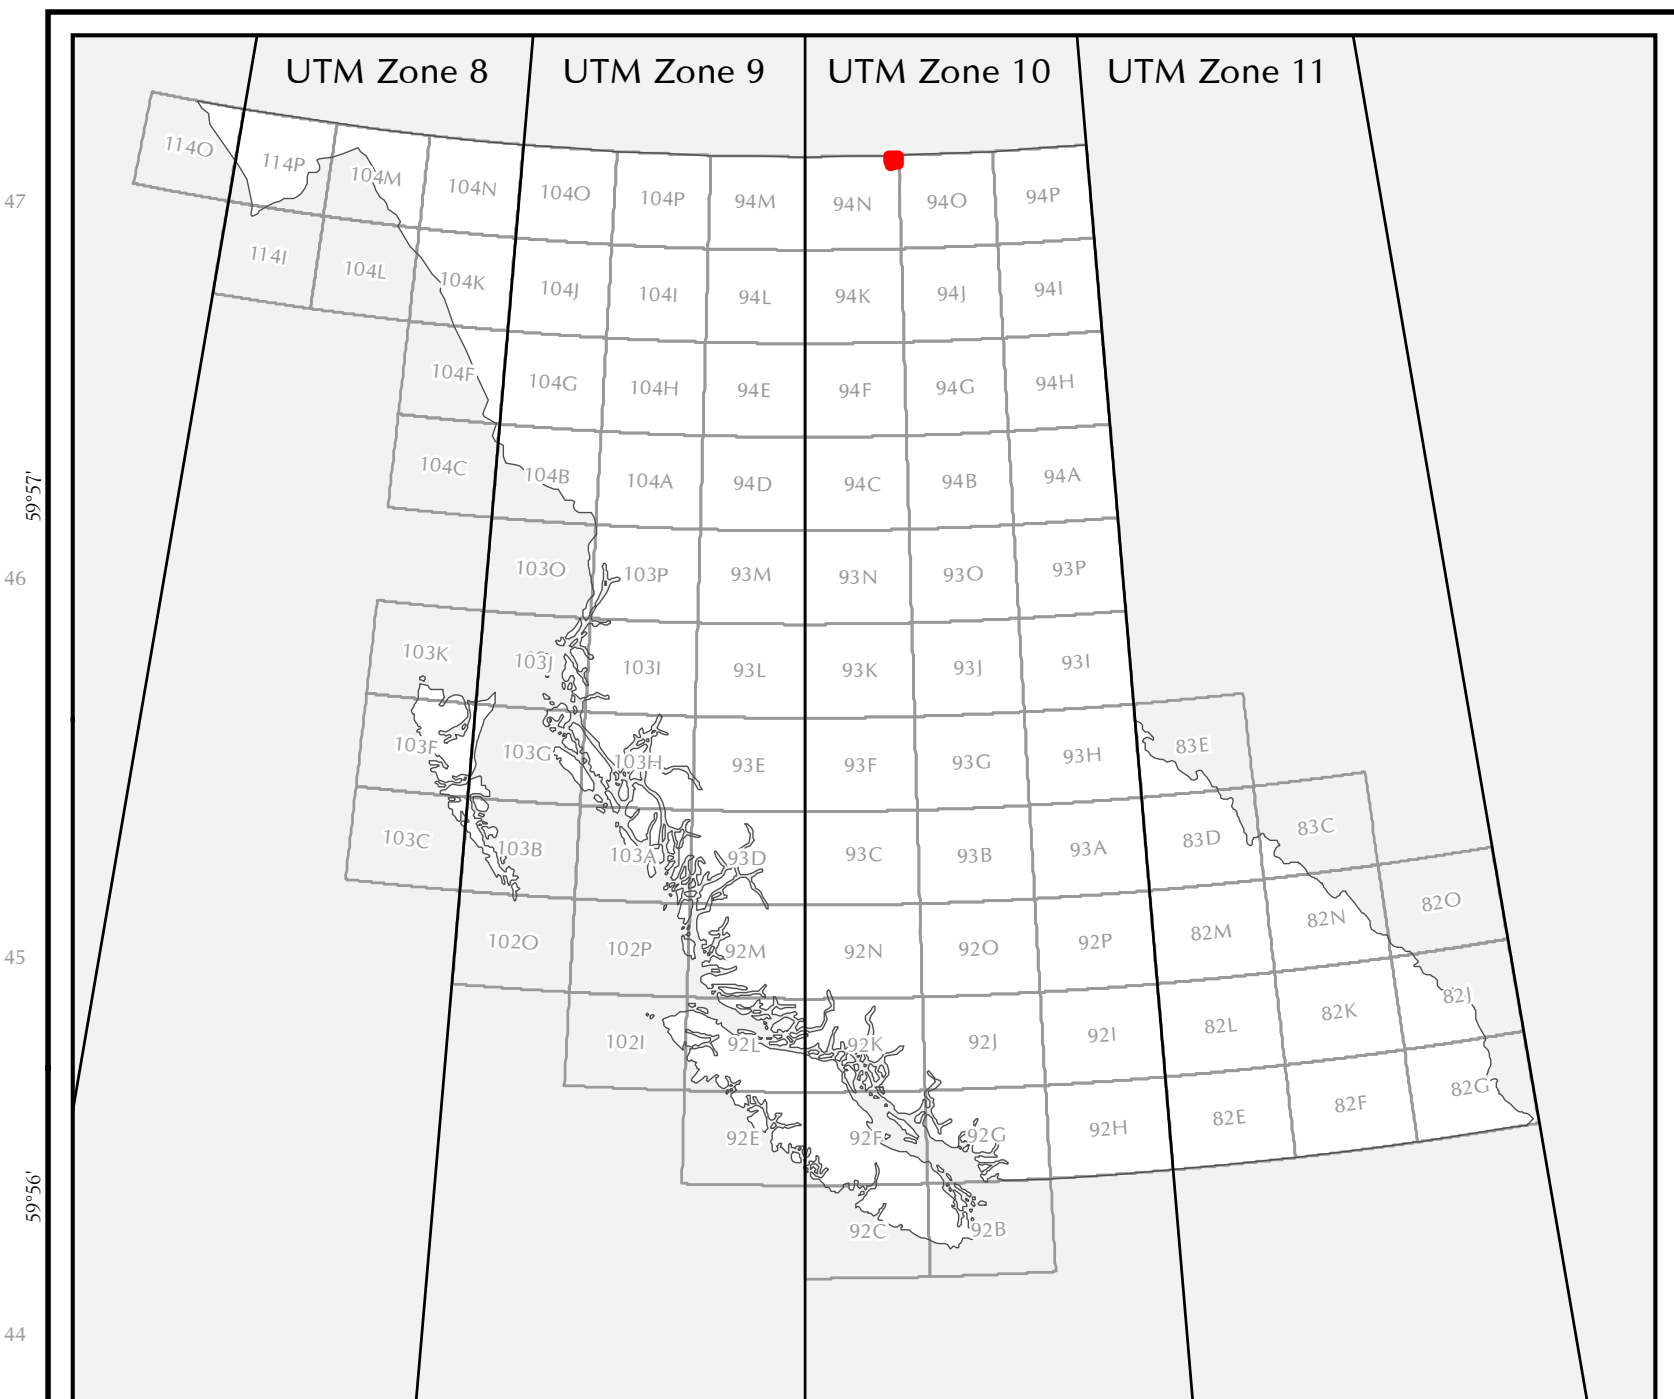 UTM Zone 8 UTM Zone 9 UTM Zone 10 UTM Zone 11
114O 114P 104M 104N 104O 104P 94M 94N 94O 94P
47
114I 104L 104K 104J 104I 94L 94K 94J 94I
104F 104G 104H 94E 94F 94G 94H
104C 104B 104A 94D 94C 94B 94A
59°57'
103O 103P 93M 93N 93O 93P
46
103K 103J 103I 93L 93K 93J 93I
103F 103G 103H 93E 93F 93G 93H 83E
103C 103B 103A 93D 93C 93B 93A 83D 83C
102O 102P 92M 92N 92O 92P 82M 82N 82O
45
102I 92L 92K 92J 92I 82L 82K 82J
92E 92F 92G 92H 82E 82F 82G
59°56'
92C 92B
44